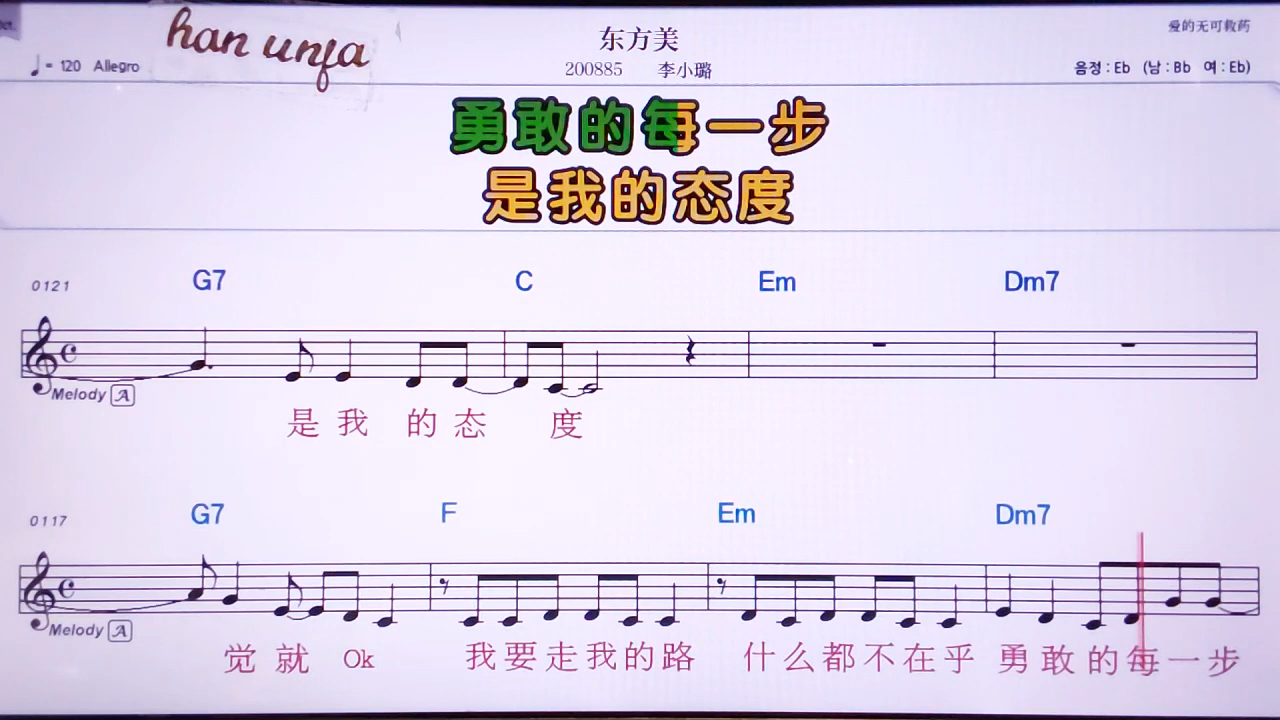 han unfa
东方美
爱的无可救药
= 120 Allegro
200885 李小璐
음정 : Eb (남 : Bb 여 : Eb)
勇敢的每一步
是我的态度
0121 G7 C Em Dm7
Melody A
是我的态度
0117 G7 F Em Dm7
Melody A
觉就Ok 我要走我的路 什么都不在乎 勇敢的每一步